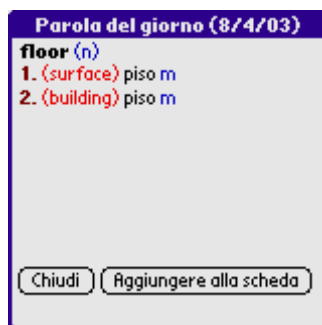 Parola del giorno (8/4/03)
floor (n)
1. (surface) piso m
2. (building) piso m
Chiudi Aggiungere alla scheda